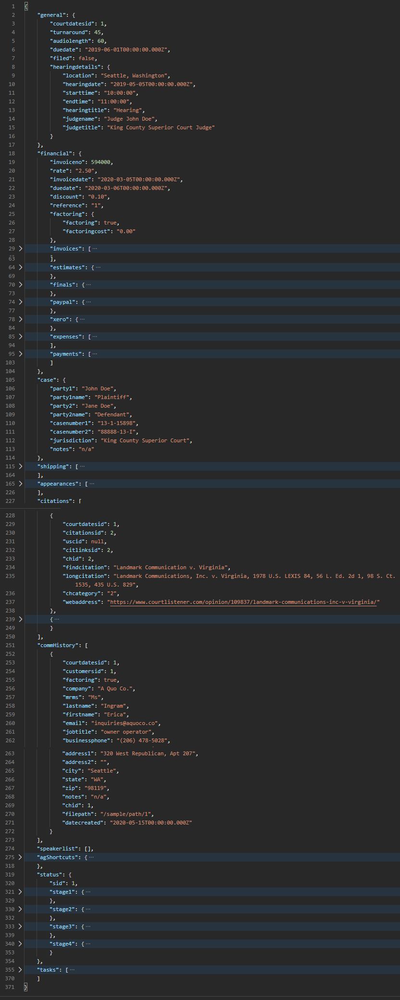 1 {
2 "general": {
3 "courtdatesid": 1,
4 "turnaround": 45,
5 "audiolength": 60,
6 "duedate": "2019-06-01T00:00:00.000Z",
7 "filed": false,
8 "hearingdetails": {
9 "location": "Seattle, Washington",
10 "hearingdate": "2019-05-05T00:00:00.000Z",
11 "starttime": "10:00:00",
12 "endtime": "11:00:00",
13 "hearingtitle": "Hearing",
14 "judgename": "Judge John Doe",
15 "judgetitle": "King County Superior Court Judge"
16 }
17 },
18 "financial": {
19 "invoiceno": 594000,
20 "rate": "2.50",
21 "invoicedate": "2020-03-05T00:00:00.000Z",
22 "duedate": "2020-03-06T00:00:00.000Z",
23 "discount": "0.10",
24 "reference": "1",
25 "factoring": {
26 "factoring": true,
27 "factoringcost": "0.00"
28 },
29 > "invoices": [ ···
63 ],
64 > "estimates": { ···
69 },
70 > "finals": { ···
73 },
74 > "paypal": { ···
77 },
78 > "xero": { ···
84 },
85 > "expenses": [ ···
94 ],
95 > "payments": [ ···
103 ]
104 },
105 "case": {
106 "party1": "John Doe",
107 "party1name": "Plaintiff",
108 "party2": "Jane Doe",
109 "party2name": "Defendant",
110 "casenumber1": "13-1-15898",
111 "casenumber2": "88888-13-I",
112 "jurisdiction": "King County Superior Court",
113 "notes": "n/a"
114 },
115 > "shipping": [ ···
164 ],
165 > "appearances": [ ···
226 ],
227 "citations": [
228 {
229 "courtdatesid": 1,
230 "citationsid": 2,
231 "uscid": null,
232 "citlinksid": 2,
233 "chid": 2,
234 "findcitation": "Landmark Communication v. Virginia",
235 "longcitation": "Landmark Communications, Inc. v. Virginia, 1978 U.S. LEXIS 84, 56 L. Ed. 2d 1, 98 S. Ct.
1535, 435 U.S. 829",
236 "chcategory": "2",
237 "webaddress": "https://www.courtlistener.com/opinion/109837/landmark-communications-inc-v-virginia/"
238 },
239 > { ···
249 }
250 ],
251 "commHistory": [
252 {
253 "courtdatesid": 1,
254 "customersid": 1,
255 "factoring": true,
256 "company": "A Quo Co.",
257 "mrms": "Ms",
258 "lastname": "Ingram",
259 "firstname": "Erica",
260 "email": "inquiries@aquoco.co",
261 "jobtitle": "owner operator",
262 "businessphone": "(206) 478-5028",
263 "address1": "320 West Republican, Apt 207",
264 "address2": "",
265 "city": "Seattle",
266 "state": "WA",
267 "zip": "98119",
268 "notes": "n/a",
269 "chid": 1,
270 "filepath": "/sample/path/1",
271 "datecreated": "2020-05-15T00:00:00.000Z"
272 }
273 ],
274 "speakerlist": [],
275 > "agShortcuts": { ···
318 },
319 "status": {
320 "sid": 1,
321 > "stage1": { ···
329 },
330 > "stage2": { ···
332 },
333 > "stage3": { ···
339 },
340 > "stage4": { ···
353 }
354 },
355 > "tasks": [ ···
370 ]
371 }